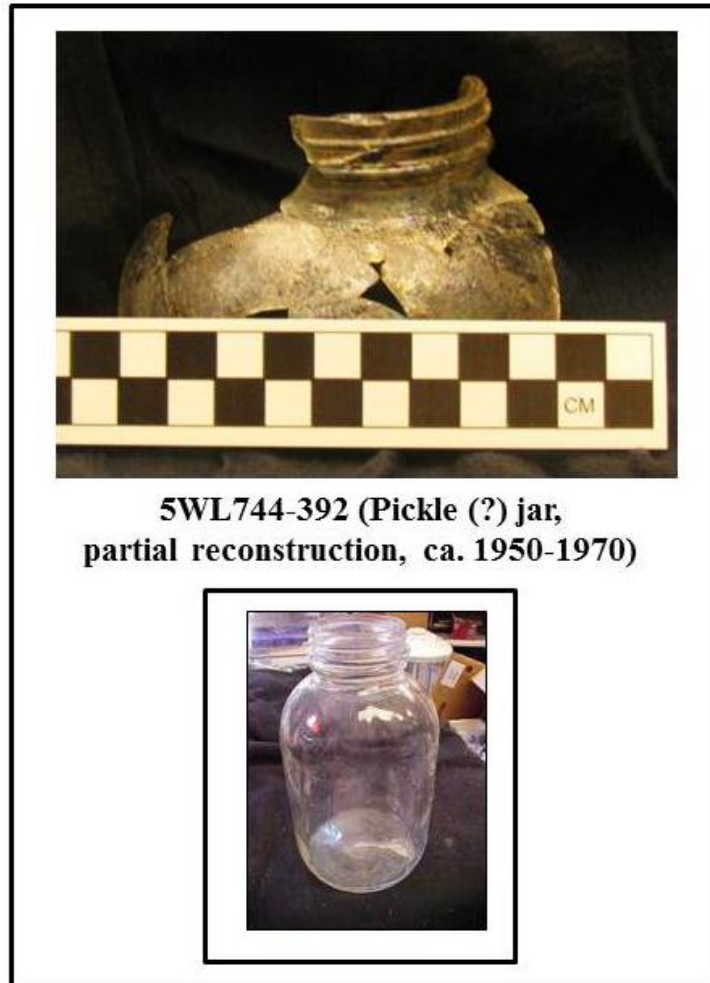 CM
5WL744-392 (Pickle (?) jar,
partial reconstruction, ca. 1950-1970)